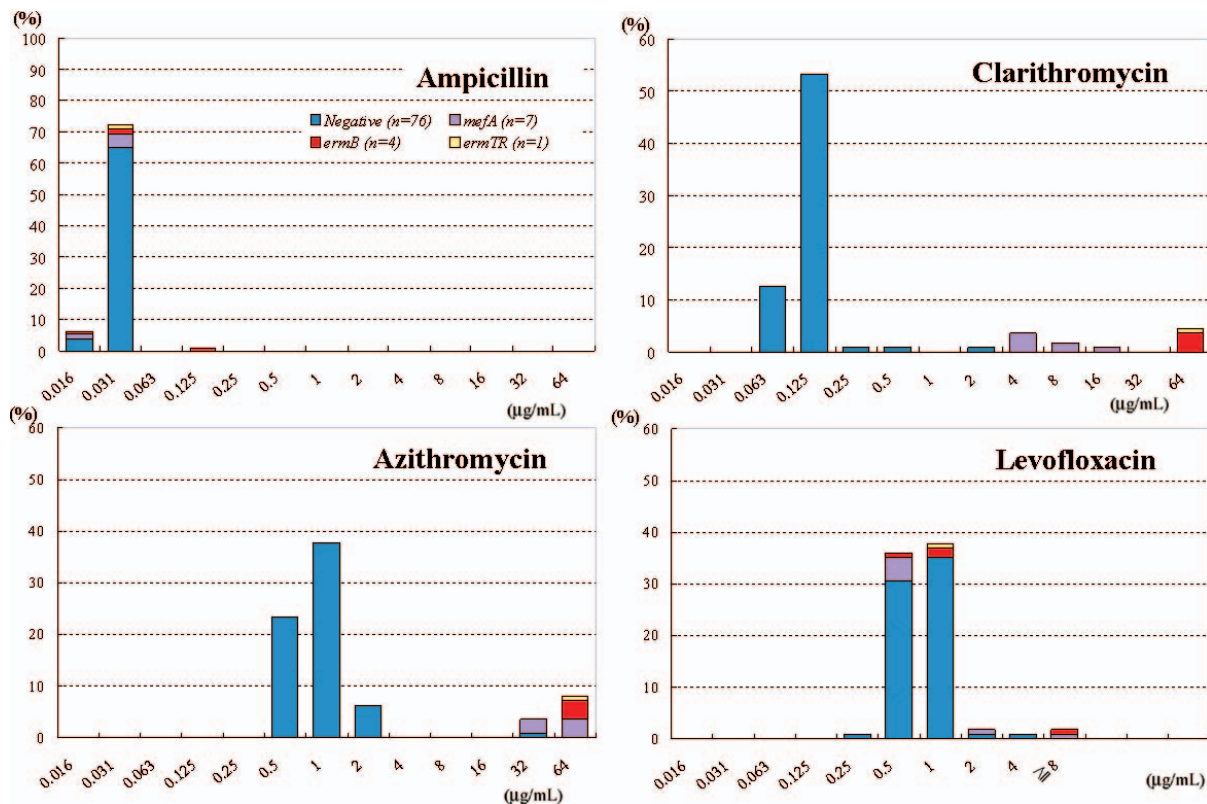 (%)
100
90
80
70
60
50
40
30
20
10
0
Ampicillin
Negative (n=76) mefA (n=7)
ermB (n=4) ermTR (n=1)
0.016 0.031 0.063 0.125 0.25 0.5 1 2 4 8 16 32 64
(µg/mL)
(%)
60
50
40
30
20
10
0
Clarithromycin
0.016 0.031 0.063 0.125 0.25 0.5 1 2 4 8 16 32 64
(µg/mL)
(%)
60
50
40
30
20
10
0
Azithromycin
0.016 0.031 0.063 0.125 0.25 0.5 1 2 4 8 16 32 64
(µg/mL)
(%)
60
50
40
30
20
10
0
Levofloxacin
0.016 0.031 0.063 0.125 0.25 0.5 1 2 4 ≧8
(µg/mL)